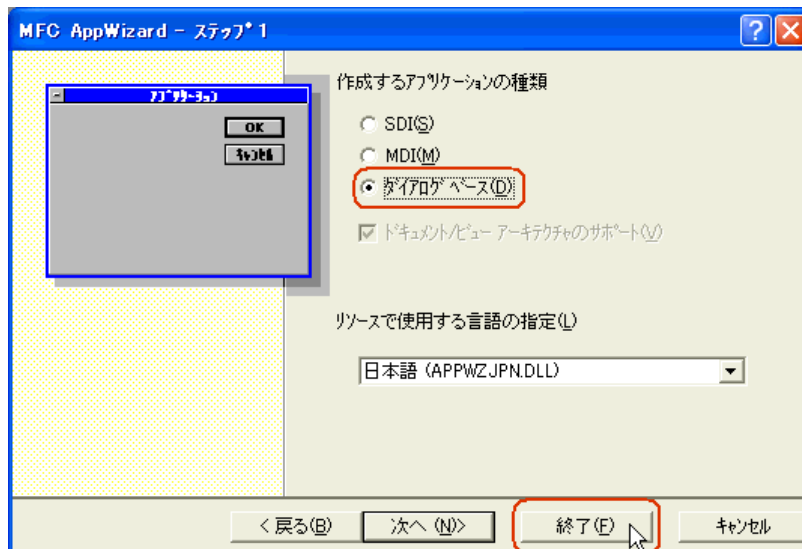 MFC AppWizard - ｽﾃｯﾌﾟ 1
ｱﾌﾟﾘｹｰｼｮﾝ
OK
ｷｬﾝｾﾙ
作成するｱﾌﾟﾘｹｰｼｮﾝの種類
SDI(S)
MDI(M)
ﾀﾞｲｱﾛｸﾞ ﾍﾞｰｽ(D)
ﾄﾞｷｭﾒﾝﾄ/ﾋﾞｭｰ ｱｰｷﾃｸﾁｬのｻﾎﾟｰﾄ(V)
ﾘｿｰｽで使用する言語の指定(L)
日本語 (APPWZJPN.DLL)
< 戻る(B)
次へ (N)>
終了(F)
ｷｬﾝｾﾙ